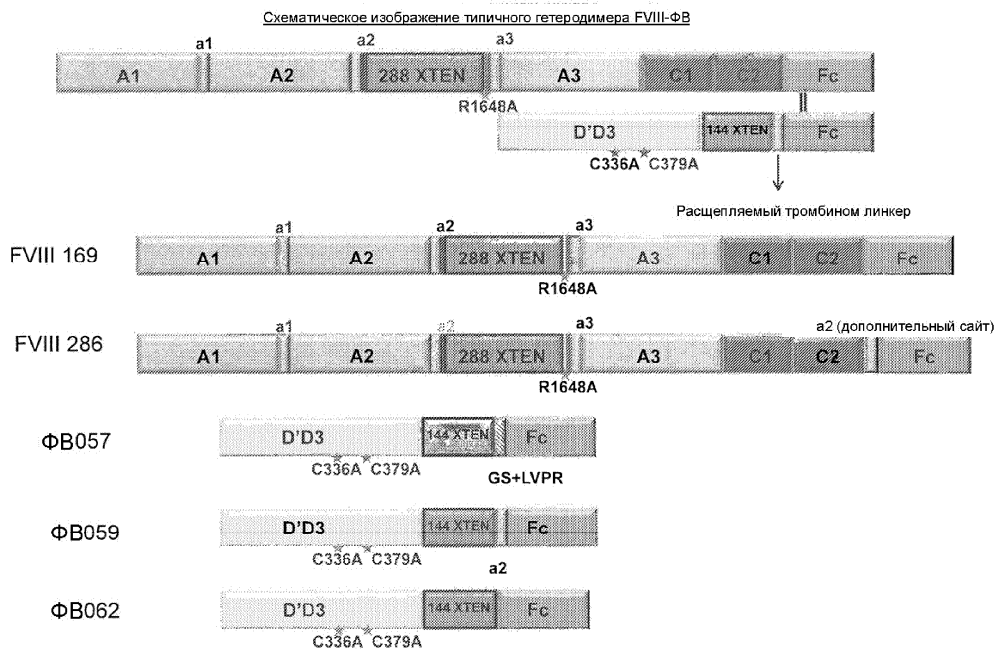 Схематическое изображение типичного гетеродимера FVIII-ФВ
a1 a2 a3
A1 A2 288 XTEN A3 C1 C2 Fc
R1648A
D'D3 144 XTEN Fc
C336A C379A
Расщепляемый тромбином линкер
a1 a2 a3
FVIII 169 A1 A2 288 XTEN A3 C1 C2 Fc
R1648A
a1 a2 a3 a2 (дополнительный сайт)
FVIII 286 A1 A2 288 XTEN A3 C1 C2 Fc
R1648A
ФВ057 D'D3 144 XTEN Fc
C336A C379A
GS+LVPR
ФВ059 D'D3 144 XTEN Fc
C336A C379A
a2
ФВ062 D'D3 144 XTEN Fc
C336A C379A